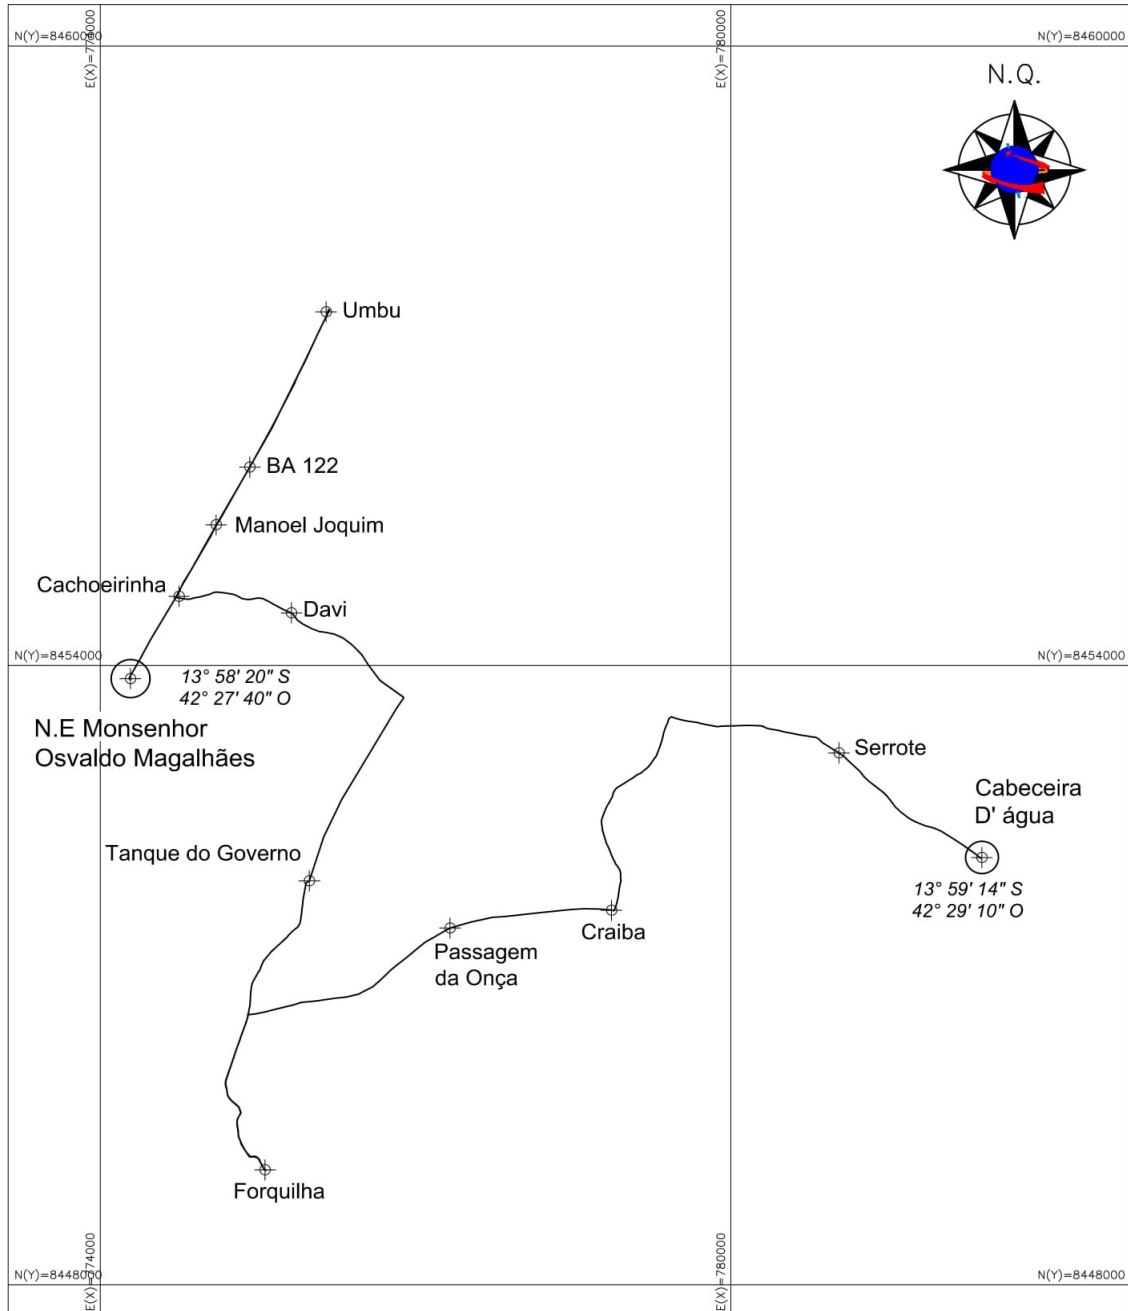 N(Y)=8460000
E(X)=774000
E(X)=780000
N(Y)=8460000
N.Q.
Umbu
BA 122
Manoel Joquim
Cachoeirinha
Davi
N(Y)=8454000
N(Y)=8454000
13° 58' 20" S
42° 27' 40" O
N.E Monsenhor
Osvaldo Magalhães
Serrote
Cabeceira
D' água
Tanque do Governo
13° 59' 14" S
42° 29' 10" O
Craiba
Passagem
da Onça
Forquilha
N(Y)=8448000
E(X)=774000
E(X)=780000
N(Y)=8448000